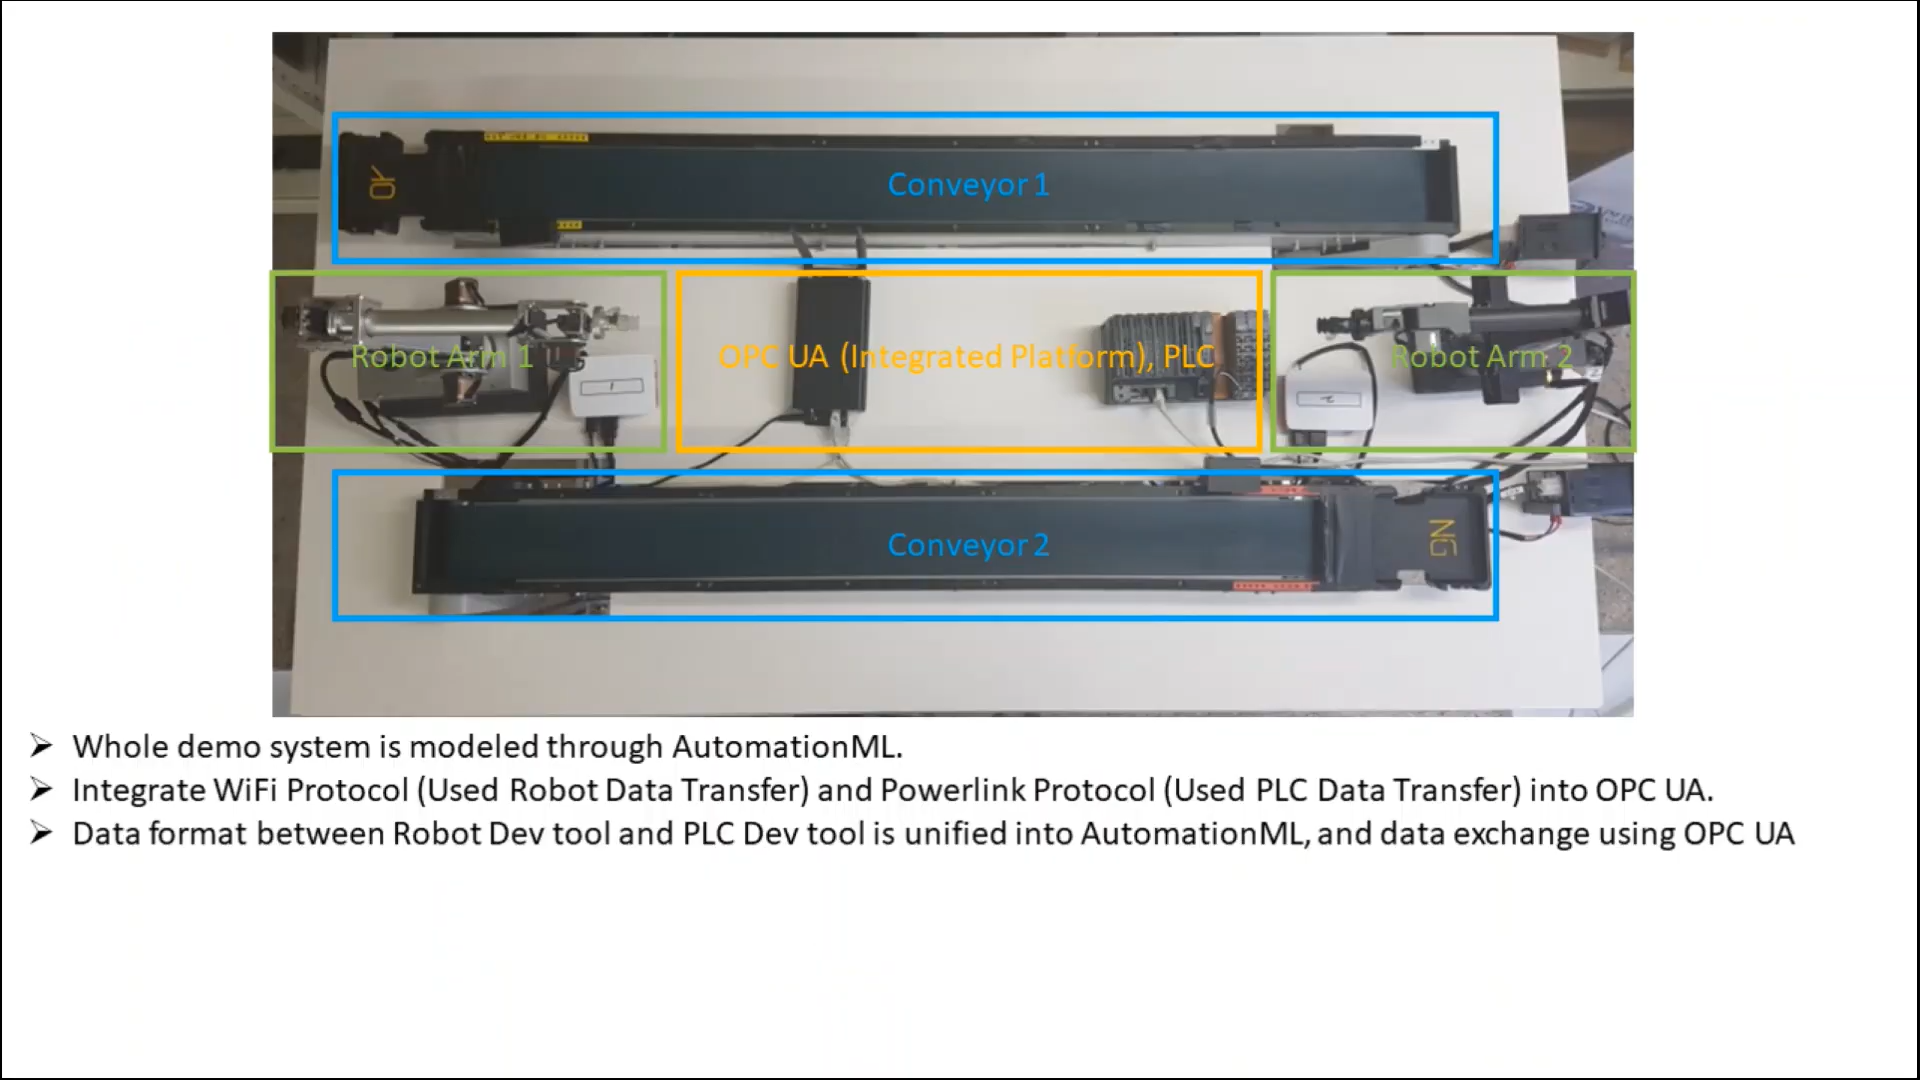 OK
Conveyor 1
Robot Arm 1
1
OPC UA (Integrated Platform), PLC
2
Robot Arm 2
Conveyor 2
NG
➤ Whole demo system is modeled through AutomationML.
➤ Integrate WiFi Protocol (Used Robot Data Transfer) and Powerlink Protocol (Used PLC Data Transfer) into OPC UA.
➤ Data format between Robot Dev tool and PLC Dev tool is unified into AutomationML, and data exchange using OPC UA